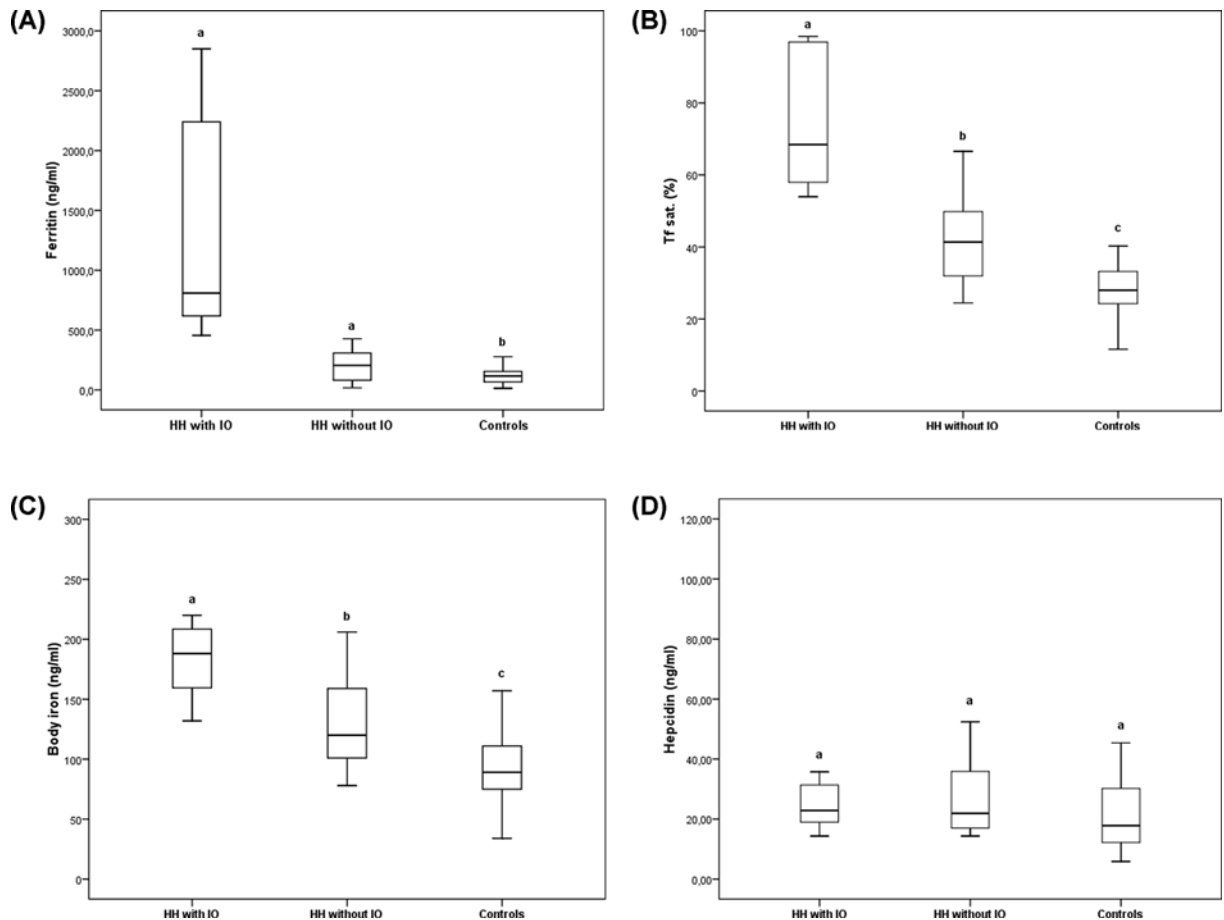 (A)
3000,0
2500,0
2000,0
1500,0
1000,0
500,0
0,0
Ferritin (ng/ml)
a
a
b
HH with IO HH without IO Controls
(B)
100
80
60
40
20
0
Tf sat. (%)
a
b
c
HH with IO HH without IO Controls
(C)
300
250
200
150
100
50
0
Body iron (ng/ml)
a
b
c
HH with IO HH without IO Controls
(D)
120,00
100,00
80,00
60,00
40,00
20,00
0,00
Hepcidin (ng/ml)
a
a
a
HH with IO HH without IO Controls